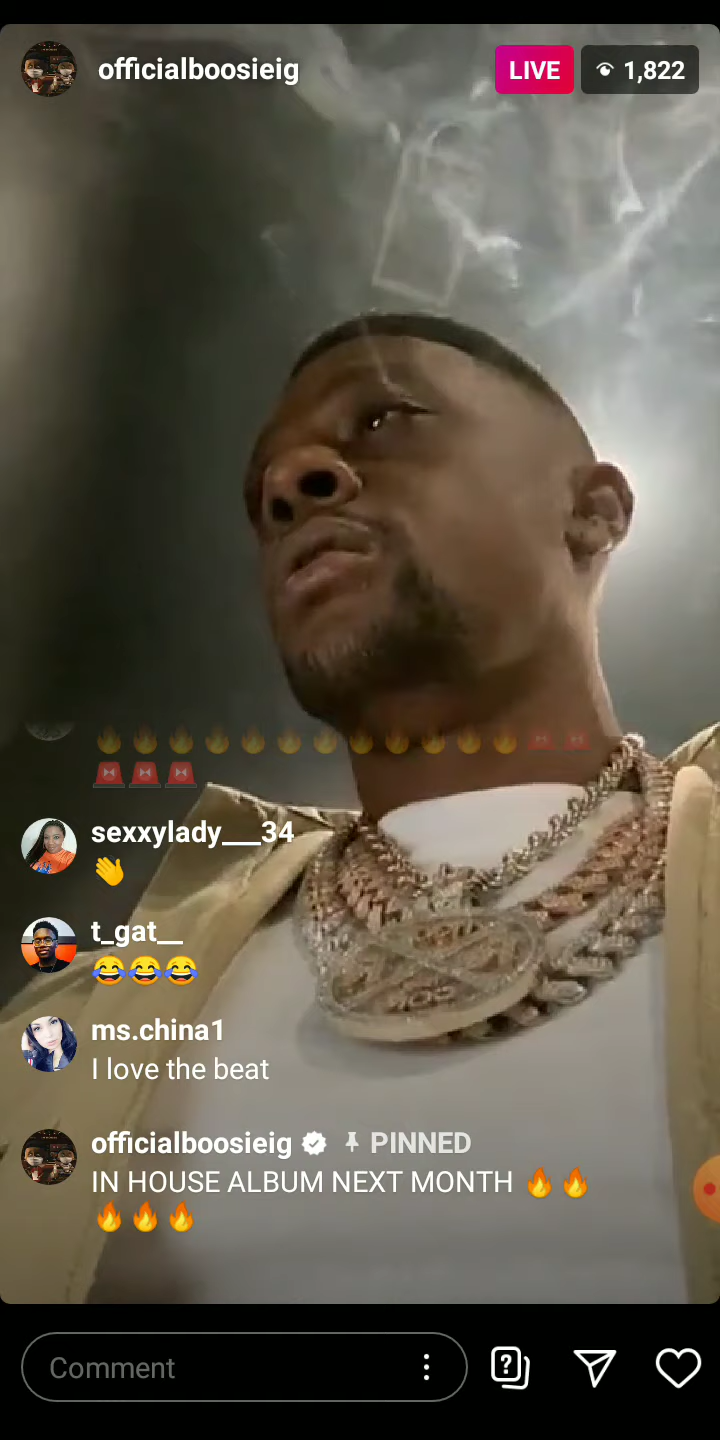 officialboosieig
LIVE 1,822
🔥🔥🔥🔥🔥🔥🔥🔥🔥🔥🔥🔥🚨🚨
🚨🚨🚨
sexxylady___34
👏
t_gat__
😂😂😂
ms.china1
I love the beat
officialboosieig PINNED
IN HOUSE ALBUM NEXT MONTH 🔥🔥
🔥🔥🔥
Comment